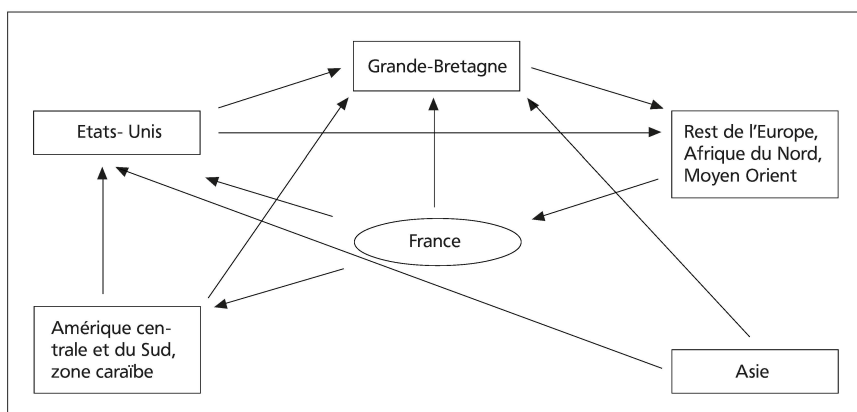 Grande-Bretagne
Etats- Unis
Rest de l'Europe,
Afrique du Nord,
Moyen Orient
France
Amérique cen-
trale et du Sud,
zone caraïbe
Asie